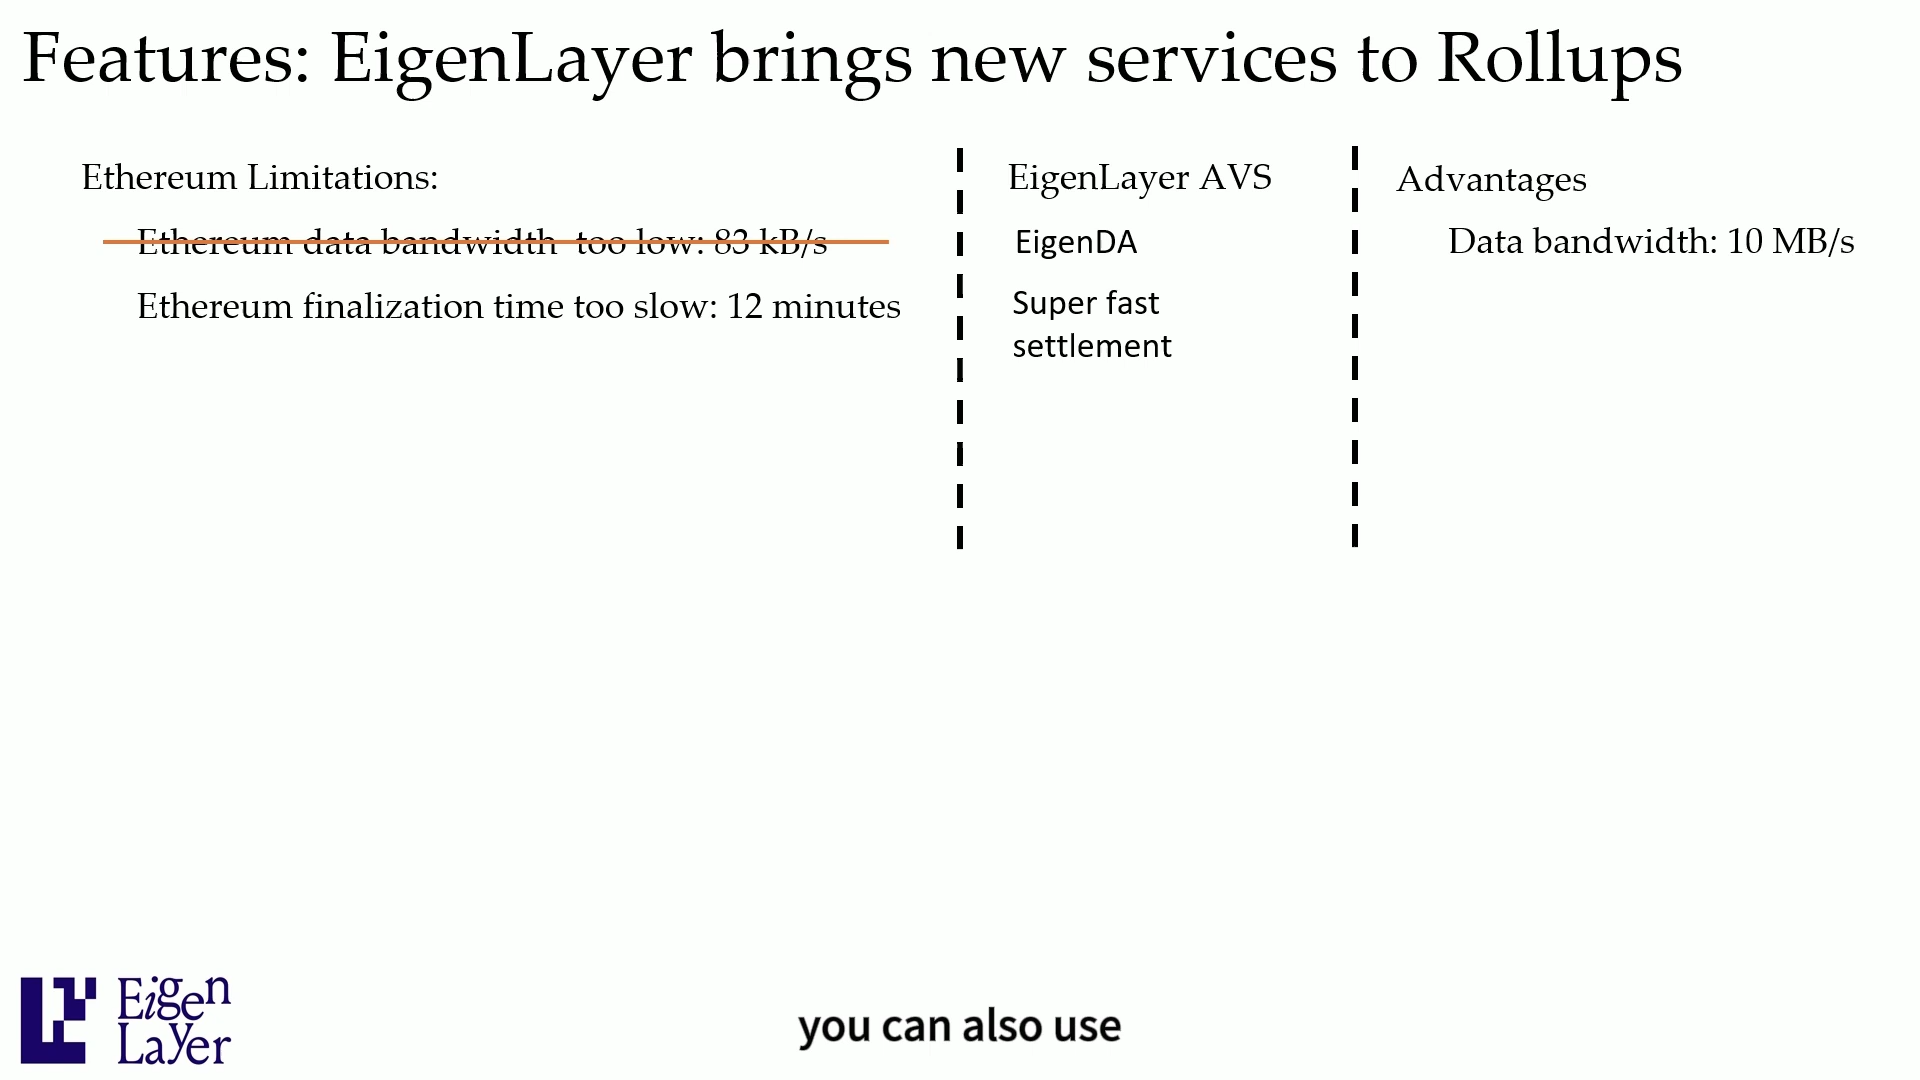 Features: EigenLayer brings new services to Rollups
Ethereum Limitations:
Ethereum data bandwidth too low: 83 kB/s
Ethereum finalization time too slow: 12 minutes
EigenLayer AVS
EigenDA
Super fast
settlement
Advantages
Data bandwidth: 10 MB/s
Eigen
Layer
you can also use